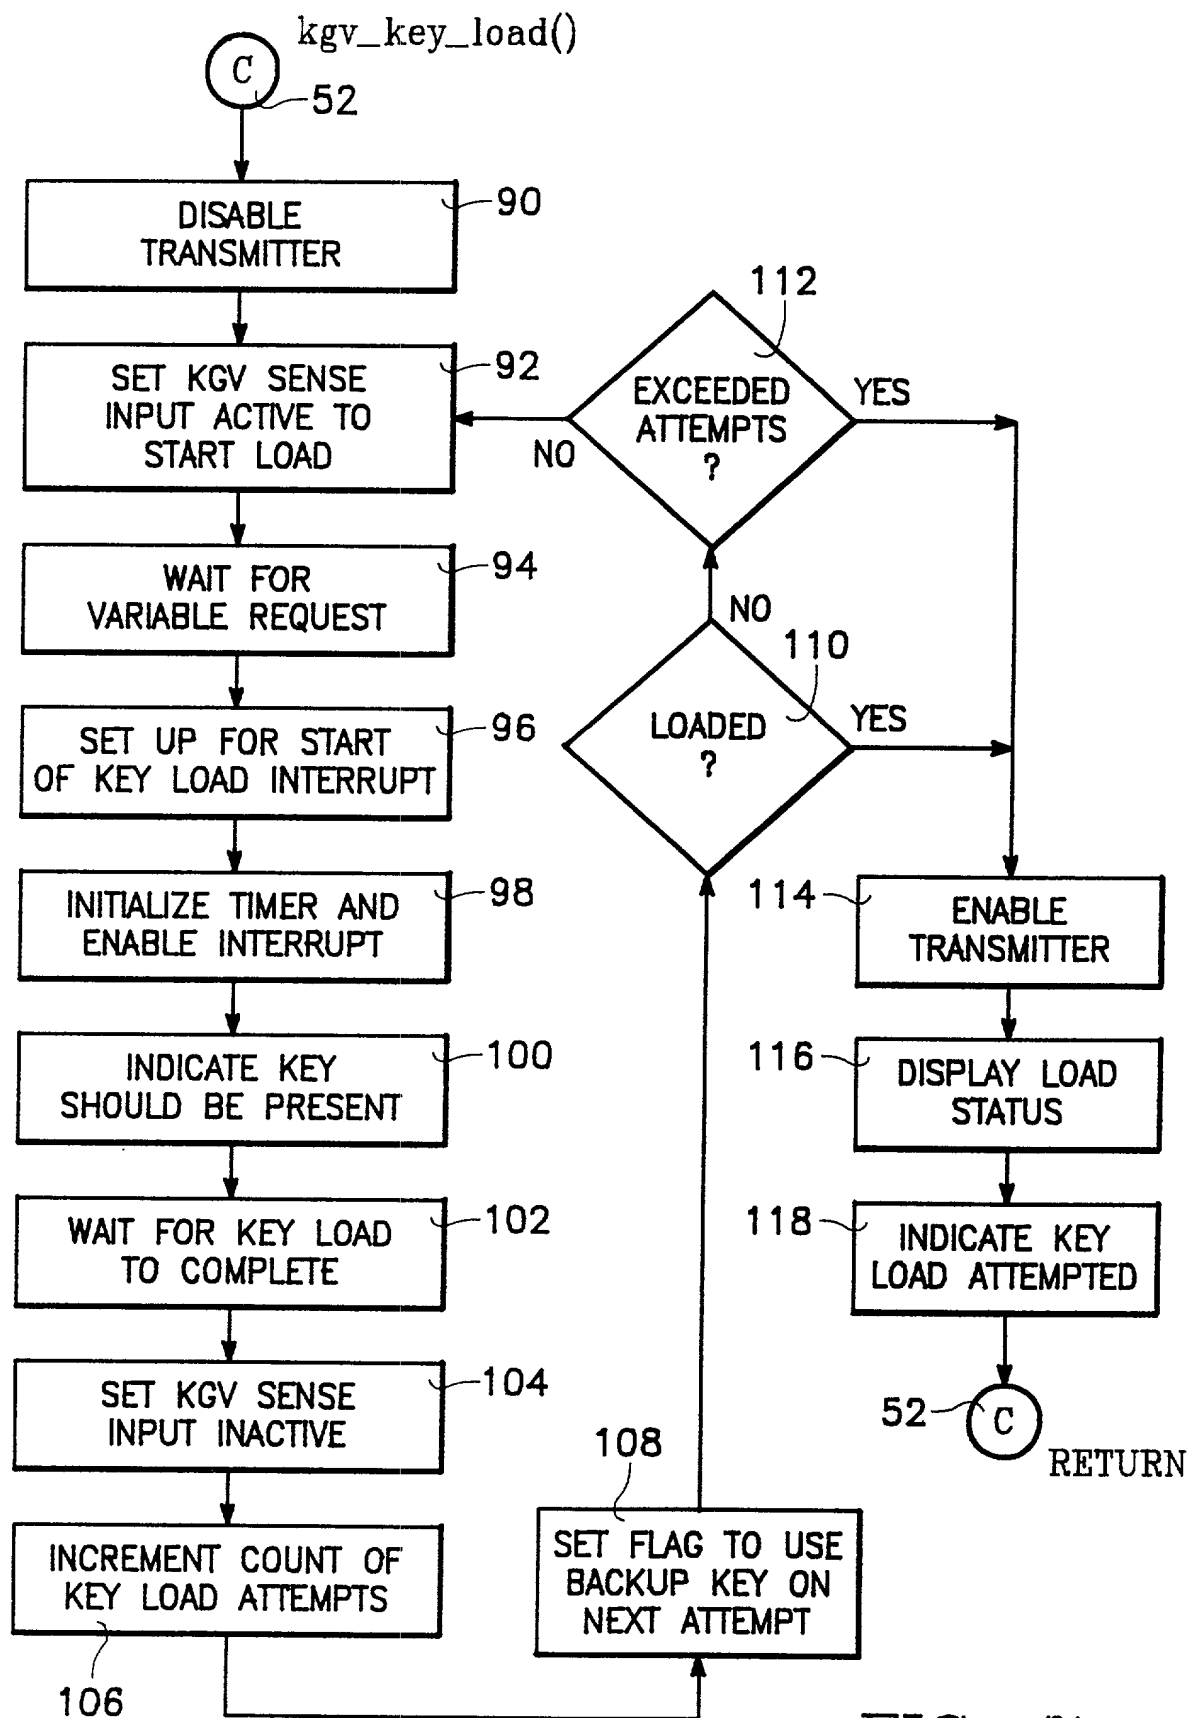 kgv_key_load()
C
52
DISABLE
TRANSMITTER
90
SET KGV SENSE
INPUT ACTIVE TO
START LOAD
92
WAIT FOR
VARIABLE REQUEST
94
SET UP FOR START
OF KEY LOAD INTERRUPT
96
INITIALIZE TIMER AND
ENABLE INTERRUPT
98
INDICATE KEY
SHOULD BE PRESENT
100
WAIT FOR KEY LOAD
TO COMPLETE
102
SET KGV SENSE
INPUT INACTIVE
104
INCREMENT COUNT OF
KEY LOAD ATTEMPTS
106
108
SET FLAG TO USE
BACKUP KEY ON
NEXT ATTEMPT
110
LOADED
?
YES
NO
112
EXCEEDED
ATTEMPTS
?
YES
NO
114
ENABLE
TRANSMITTER
116
DISPLAY LOAD
STATUS
118
INDICATE KEY
LOAD ATTEMPTED
52
C
RETURN